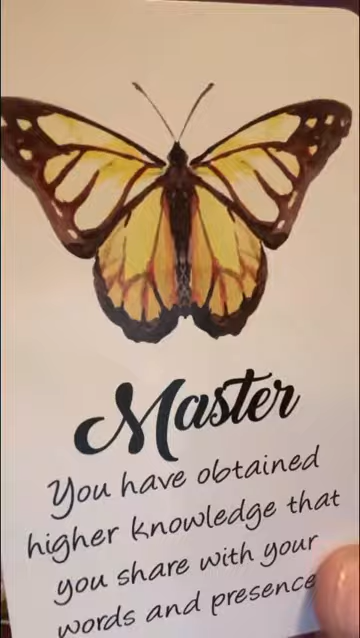 Master
You have obtained
higher knowledge that
you share with your
words and presence